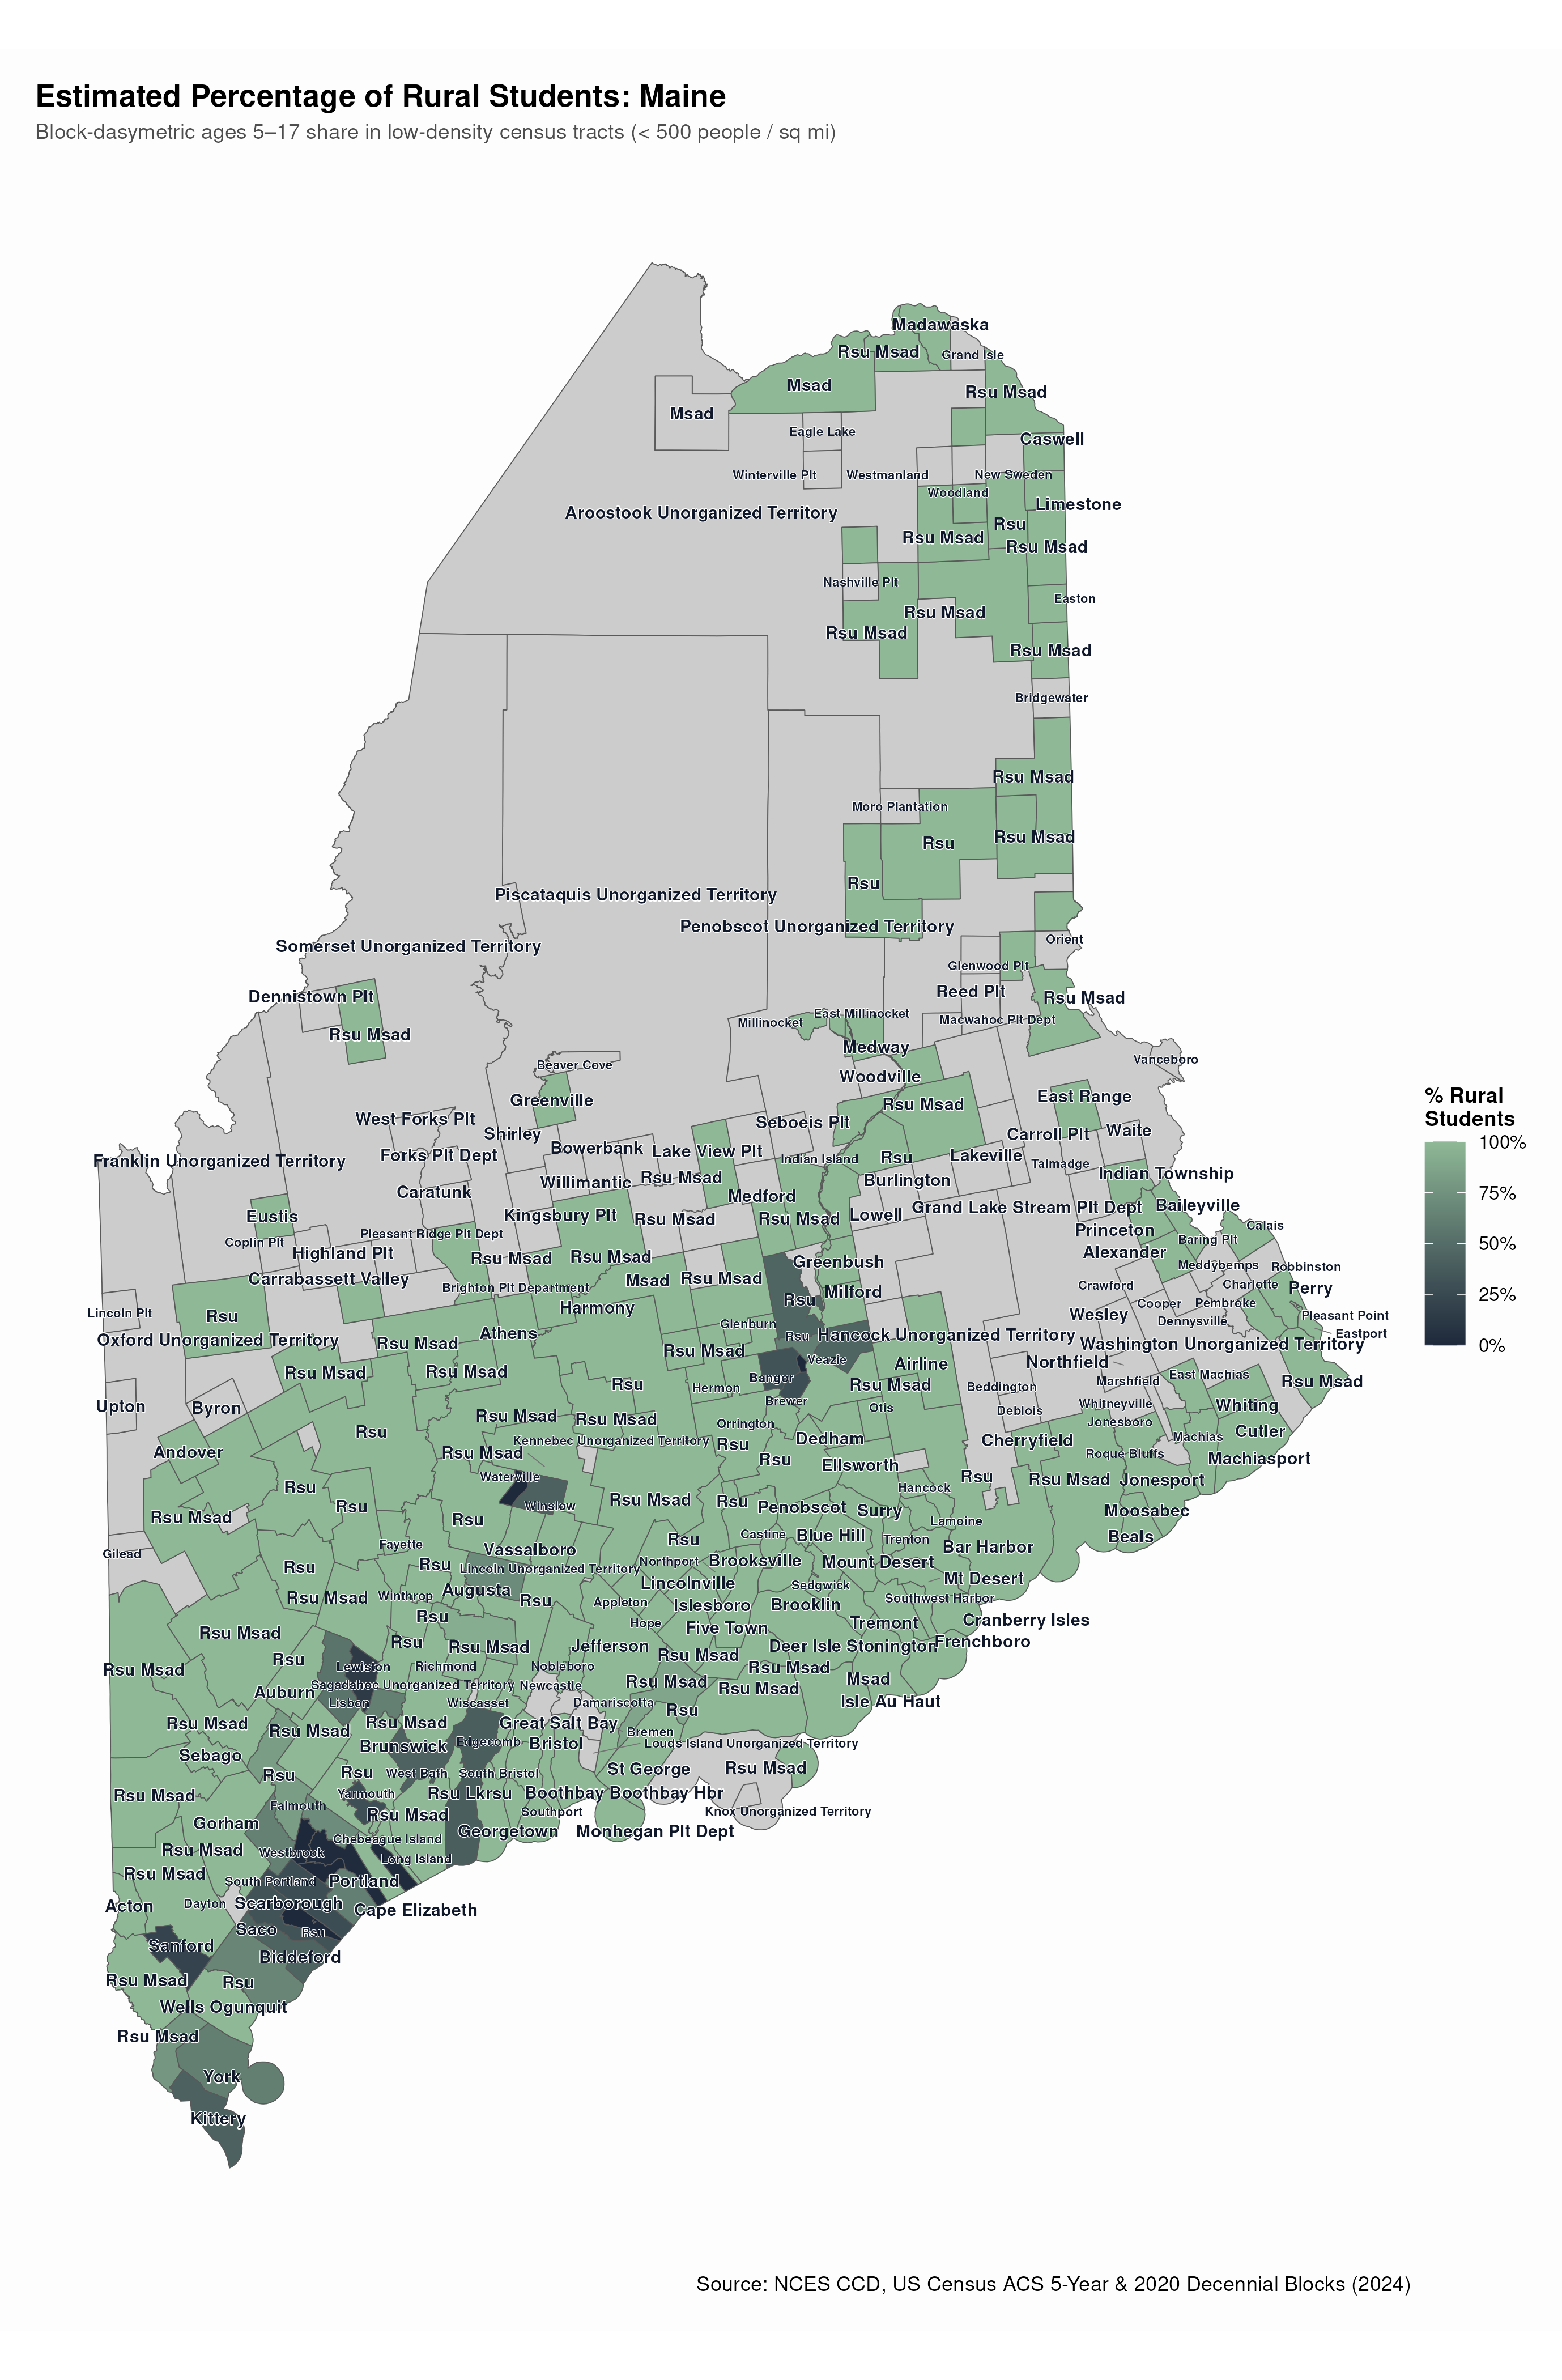 Estimated Percentage of Rural Students: Maine
Block-dasymetric ages 5–17 share in low-density census tracts (< 500 people / sq mi)
Madawaska
Rsu Msad
Grand Isle
Msad
Rsu Msad
Msad
Eagle Lake
Caswell
Winterville Plt
Westmanland
New Sweden
Woodland
Limestone
Aroostook Unorganized Territory
Rsu
Rsu Msad
Rsu Msad
Nashville Plt
Easton
Rsu Msad
Rsu Msad
Rsu Msad
Bridgewater
Rsu Msad
Moro Plantation
Rsu
Rsu Msad
Rsu
Piscataquis Unorganized Territory
Penobscot Unorganized Territory
Somerset Unorganized Territory
Orient
Glenwood Plt
Reed Plt
Dennistown Plt
Rsu Msad
Rsu Msad
Millinocket
East Millinocket
Macwahoc Plt Dept
Medway
Vanceboro
Beaver Cove
Woodville
East Range
Greenville
Rsu Msad
West Forks Plt
Seboeis Plt
Shirley
Carroll Plt
Waite
Bowerbank
Lake View Plt
Forks Plt Dept
Indian Island
Rsu
Lakeville
Talmadge
Franklin Unorganized Territory
Indian Township
Rsu Msad
Willimantic
Burlington
Caratunk
Medford
Grand Lake Stream Plt Dept
Baileyville
Eustis
Kingsbury Plt
Rsu Msad
Rsu Msad
Lowell
Calais
Pleasant Ridge Plt Dept
Princeton
Coplin Plt
Highland Plt
Baring Plt
Alexander
Rsu Msad
Rsu Msad
Greenbush
Meddybemps
Robbinston
Carrabassett Valley
Msad
Rsu Msad
Crawford
Charlotte
Perry
Brighton Plt Department
Milford
Rsu
Cooper
Pembroke
Lincoln Plt
Rsu
Harmony
Wesley
Dennysville
Pleasant Point
Glenburn
Athens
Rsu
Hancock Unorganized Territory
Eastport
Oxford Unorganized Territory
Rsu Msad
Washington Unorganized Territory
Rsu Msad
Veazie
Northfield
Airline
Rsu Msad
Rsu Msad
Bangor
East Machias
Rsu Msad
Marshfield
Rsu
Hermon
Rsu Msad
Beddington
Brewer
Whitneyville
Whiting
Upton
Byron
Otis
Deblois
Rsu Msad
Rsu Msad
Orrington
Jonesboro
Rsu
Cutler
Machias
Kennebec Unorganized Territory
Dedham
Cherryfield
Andover
Rsu Msad
Rsu
Roque Bluffs
Machiasport
Rsu
Ellsworth
Waterville
Rsu
Rsu Msad
Jonesport
Rsu
Hancock
Rsu Msad
Rsu
Winslow
Rsu
Penobscot
Surry
Moosabec
Rsu Msad
Rsu
Lamoine
Castine
Blue Hill
Beals
Rsu
Trenton
Fayette
Vassalboro
Bar Harbor
Gilead
Northport
Brooksville
Mount Desert
Rsu
Rsu
Lincoln Unorganized Territory
Mt Desert
Lincolnville
Sedgwick
Augusta
Rsu Msad
Winthrop
Southwest Harbor
Rsu
Appleton
Islesboro
Brooklin
Rsu
Hope
Tremont
Cranberry Isles
Five Town
Rsu Msad
Rsu
Rsu Msad
Jefferson
Deer Isle Stonington
Frenchboro
Rsu Msad
Rsu
Lewiston
Richmond
Nobleboro
Rsu Msad
Rsu Msad
Msad
Rsu Msad
Sagadahoc Unorganized Territory
Newcastle
Rsu Msad
Auburn
Lisbon
Wiscasset
Damariscotta
Isle Au Haut
Rsu
Rsu Msad
Rsu Msad
Rsu Msad
Great Salt Bay
Bremen
Brunswick
Edgecomb
Bristol
Louds Island Unorganized Territory
Sebago
Rsu
Rsu
West Bath
South Bristol
St George
Rsu Msad
Rsu Msad
Yarmouth
Rsu Lkrsu
Boothbay Boothbay Hbr
Falmouth
Rsu Msad
Southport
Knox Unorganized Territory
Gorham
Georgetown
Monhegan Plt Dept
Chebeague Island
Rsu Msad
Westbrook
Long Island
Rsu Msad
South Portland
Portland
Dayton
Scarborough
Acton
Cape Elizabeth
Saco
Rsu
Sanford
Biddeford
Rsu Msad
Rsu
Wells Ogunquit
Rsu Msad
York
Kittery
% Rural
Students
100%
75%
50%
25%
0%
Source: NCES CCD, US Census ACS 5-Year & 2020 Decennial Blocks (2024)